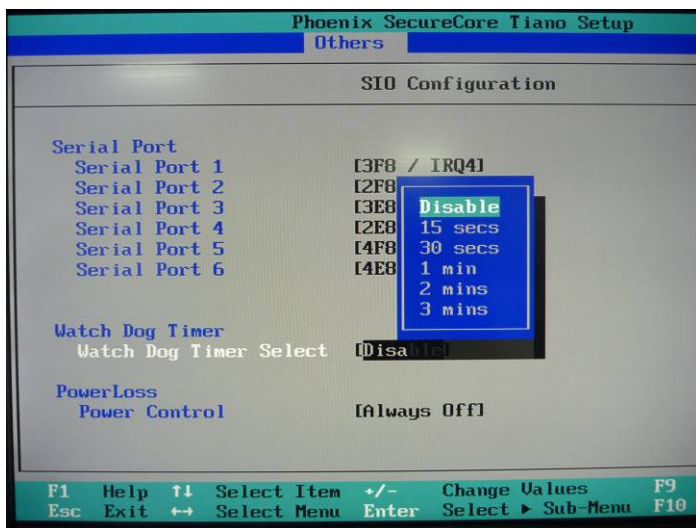 Phoenix SecureCore Tiano Setup
Others
SIO Configuration
Serial Port
Serial Port 1 [3F8 / IRQ4]
Serial Port 2 [2F8
Serial Port 3 [3E8
Serial Port 4 [2E8
Serial Port 5 [4F8
Serial Port 6 [4E8
Disable
15 secs
30 secs
1 min
2 mins
3 mins
Watch Dog Timer
Watch Dog Timer Select [Disable]
PowerLoss
Power Control [Always Off]
F1 Help ↑↓ Select Item +/- Change Values F9
Esc Exit ↔ Select Menu Enter Select ▶ Sub-Menu F10